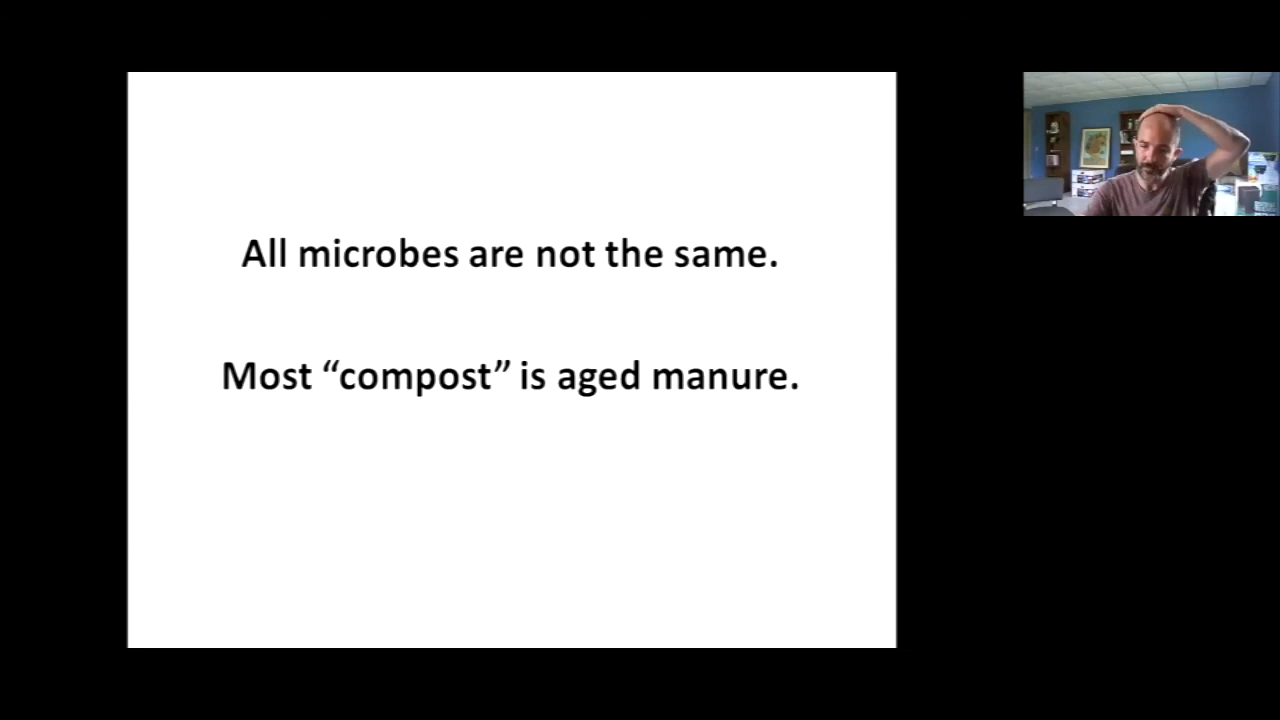 All microbes are not the same.
Most “compost” is aged manure.